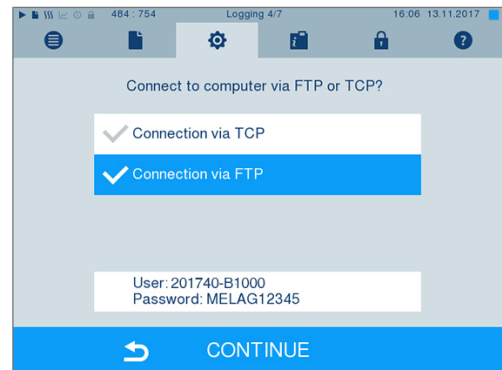 484 : 754 Logging 4/7 16:06 13.11.2017
Connect to computer via FTP or TCP?
Connection via TCP
Connection via FTP
User: 201740-B1000
Password: MELAG12345
CONTINUE